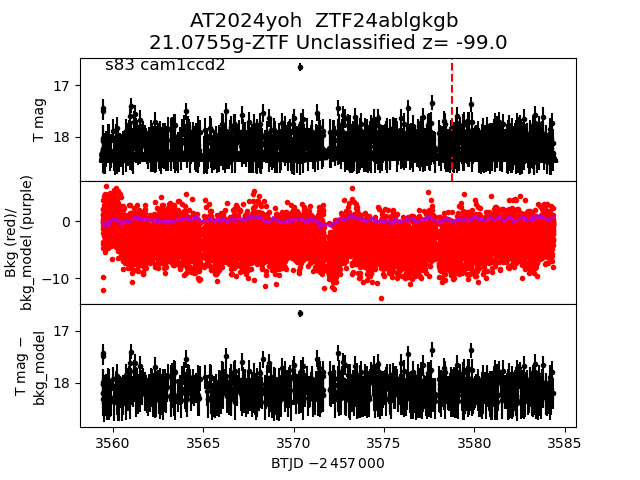 AT2024yoh  ZTF24ablgkgb
21.0755g-ZTF Unclassified z= -99.0
s83 cam1ccd2
T mag
17
18
Bkg (red)/
bkg_model (purple)
0
−10
T mag −
bkg_model
17
18
3560
3565
3570
3575
3580
3585
BTJD −2 457 000